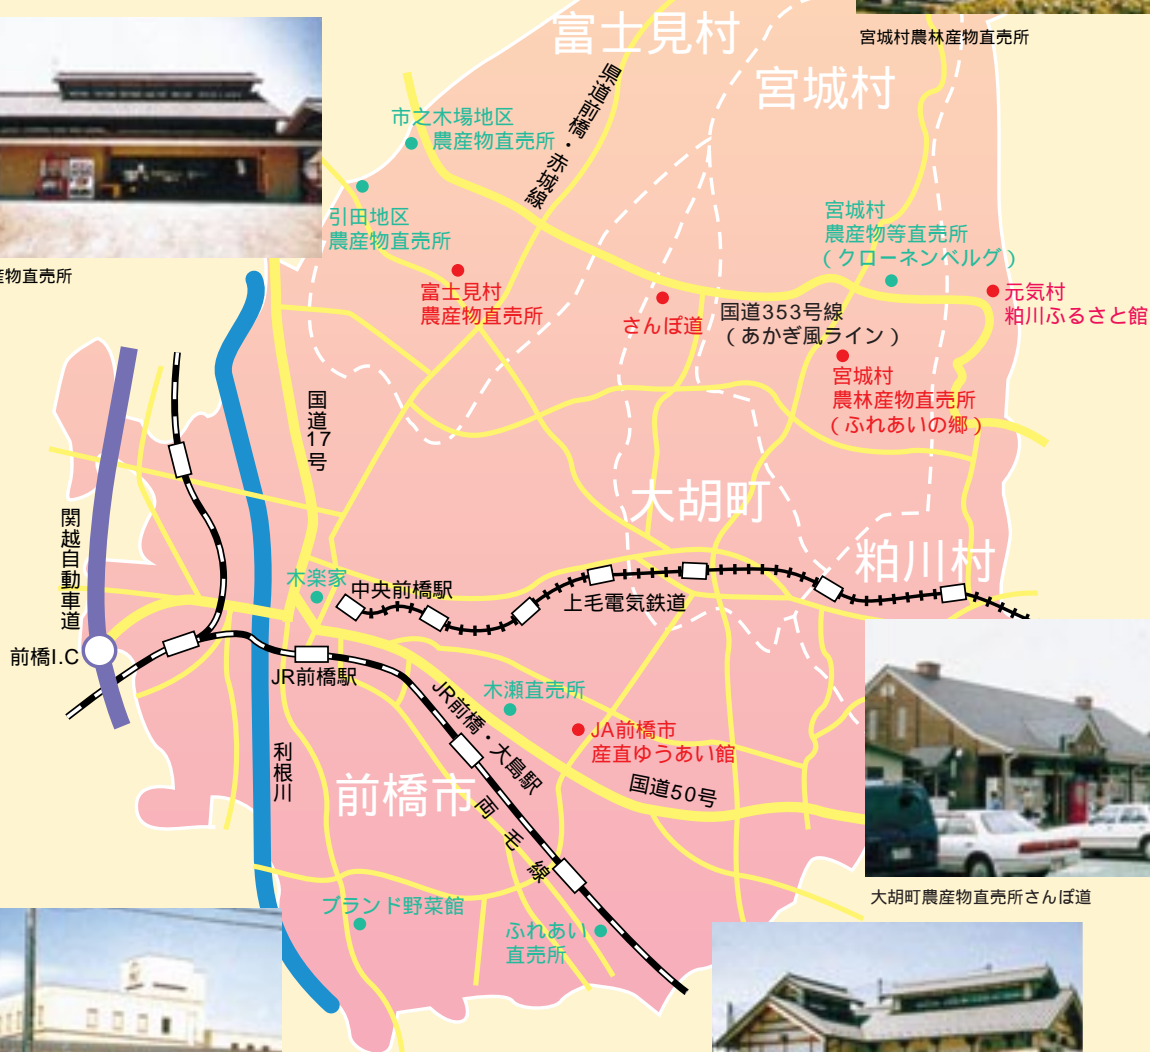 富士見村
宮城村農林産物直売所
宮城村
県道前橋・赤城線
市之木場地区
農産物直売所
引田地区
農産物直売所
宮城村
農産物等直売所
（クローネンベルグ）
産物直売所
富士見村
農産物直売所
さんぽ道
国道353号線
（あかぎ風ライン）
元気村
粕川ふるさと館
宮城村
農林産物直売所
（ふれあいの郷）
国道17号
大胡町
関越自動車道
粕川村
木楽家
中央前橋駅
上毛電気鉄道
前橋I.C
JR前橋駅
木瀬直売所
JR前橋・大島駅
JA前橋市
産直ゆうあい館
利根川
前橋市
国道50号
両毛線
大胡町農産物直売所さんぽ道
ブランド野菜館
ふれあい
直売所